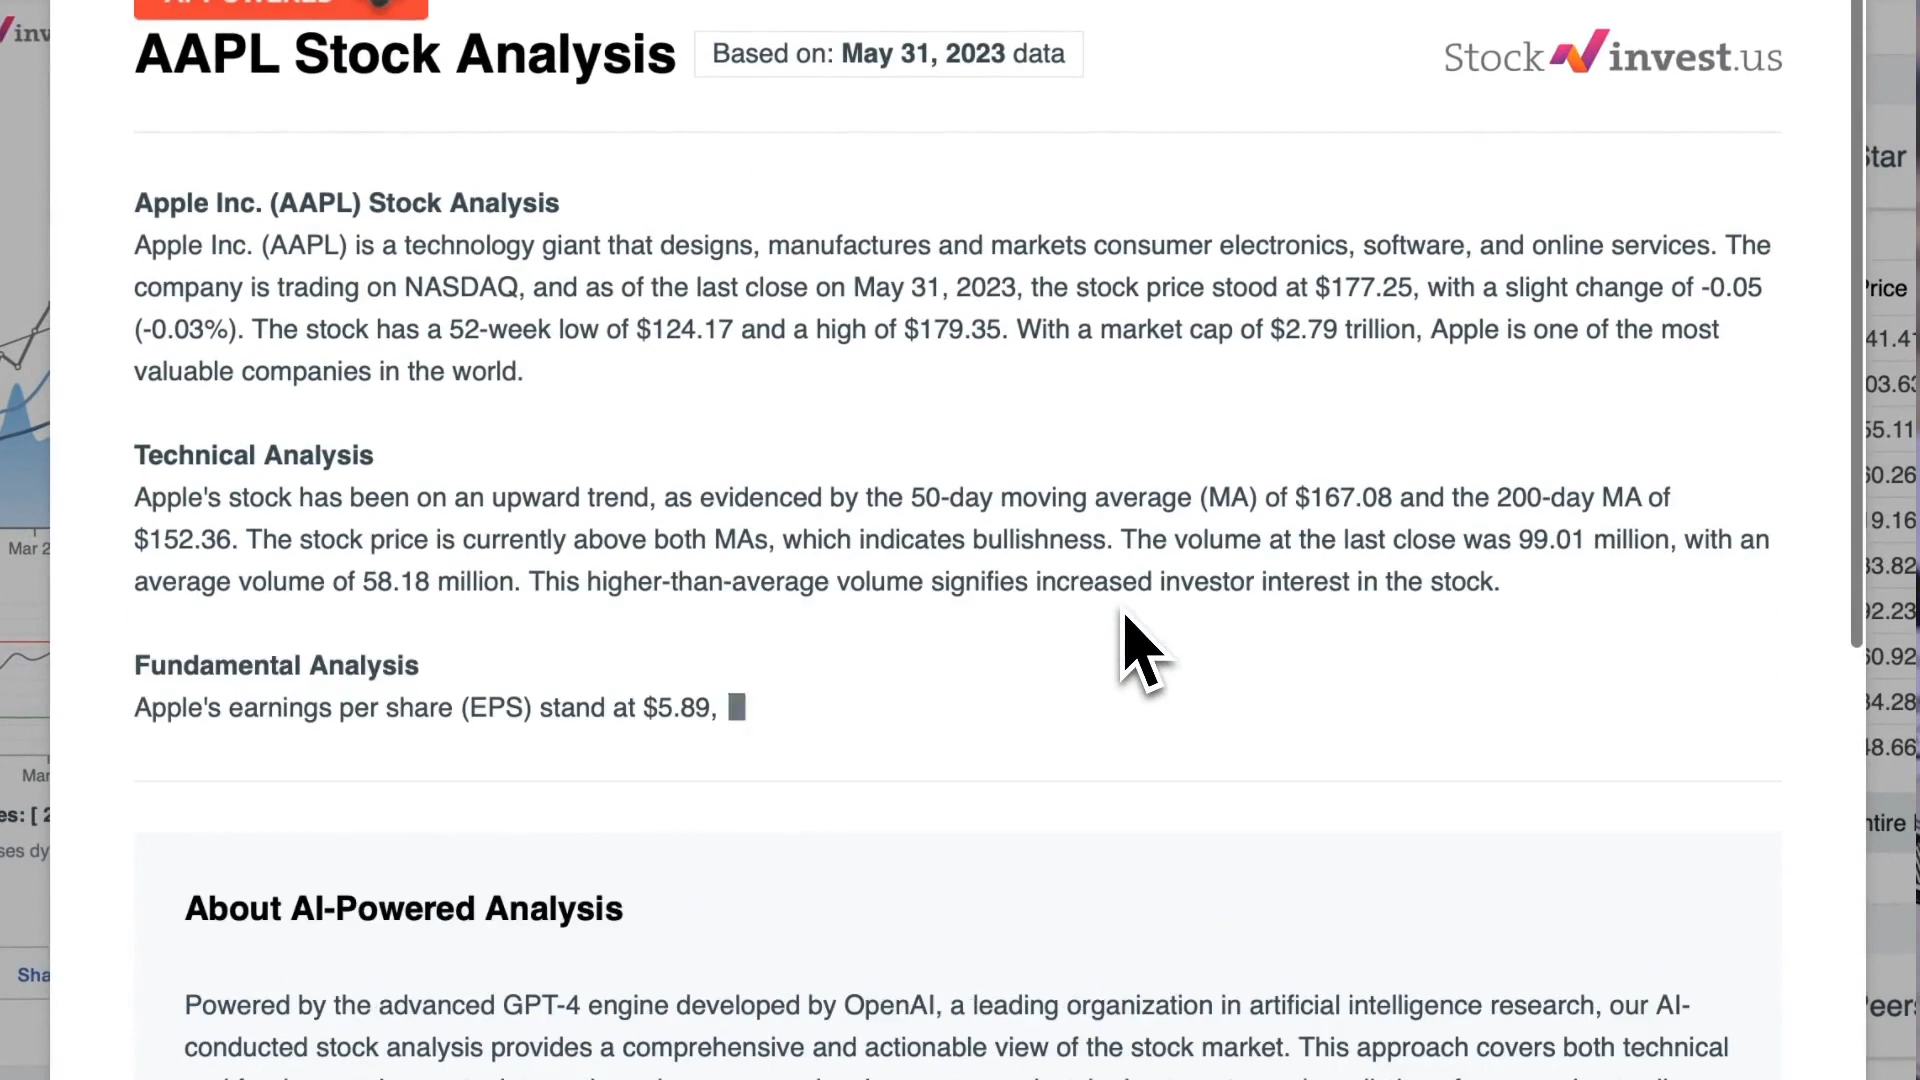 AAPL Stock Analysis
Based on: May 31, 2023 data
Stock invest.us
Apple Inc. (AAPL) Stock Analysis
Apple Inc. (AAPL) is a technology giant that designs, manufactures and markets consumer electronics, software, and online services. The
company is trading on NASDAQ, and as of the last close on May 31, 2023, the stock price stood at $177.25, with a slight change of -0.05
(-0.03%). The stock has a 52-week low of $124.17 and a high of $179.35. With a market cap of $2.79 trillion, Apple is one of the most
valuable companies in the world.
Technical Analysis
Apple's stock has been on an upward trend, as evidenced by the 50-day moving average (MA) of $167.08 and the 200-day MA of
$152.36. The stock price is currently above both MAs, which indicates bullishness. The volume at the last close was 99.01 million, with an
average volume of 58.18 million. This higher-than-average volume signifies increased investor interest in the stock.
Fundamental Analysis
Apple's earnings per share (EPS) stand at $5.89,
About AI-Powered Analysis
Powered by the advanced GPT-4 engine developed by OpenAI, a leading organization in artificial intelligence research, our AI-
conducted stock analysis provides a comprehensive and actionable view of the stock market. This approach covers both technical